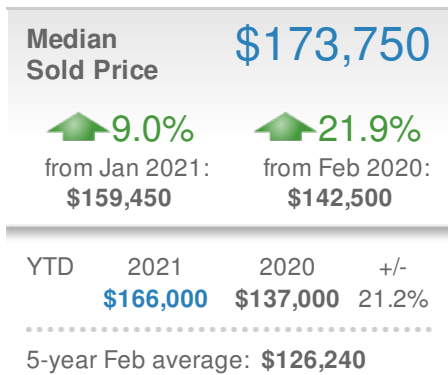 Median
Sold Price
$173,750
9.0% 21.9%
from Jan 2021: from Feb 2020:
$159,450 $142,500
YTD 2021 2020 +/-
$166,000 $137,000 21.2%
5-year Feb average: $126,240